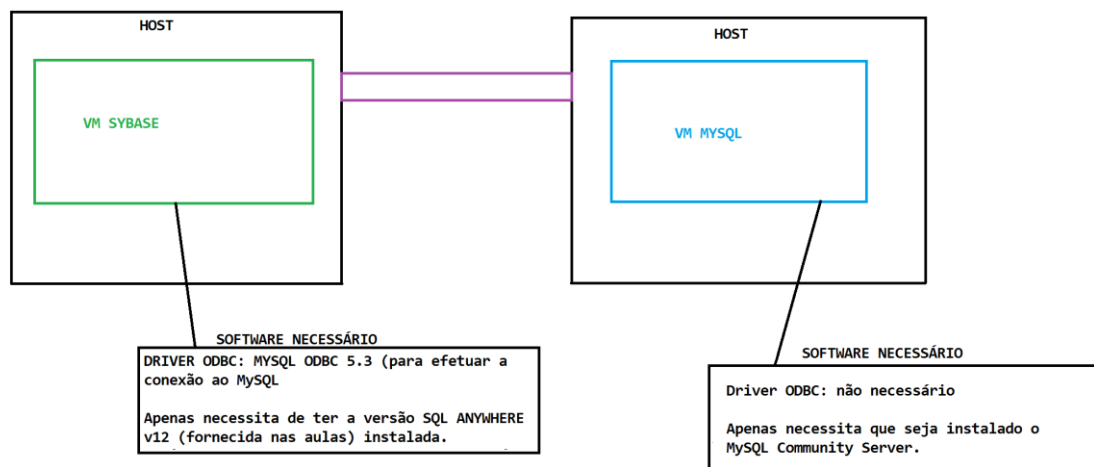 HOST
VM SYBASE
HOST
VM MYSQL
SOFTWARE NECESSÁRIO
DRIVER ODBC: MYSQL ODBC 5.3 (para efetuar a
conexão ao MySQL
Apenas necessita de ter a versão SQL ANYWHERE
v12 (fornecida nas aulas) instalada.
SOFTWARE NECESSÁRIO
Driver ODBC: não necessário
Apenas necessita que seja instalado o
MySQL Community Server.